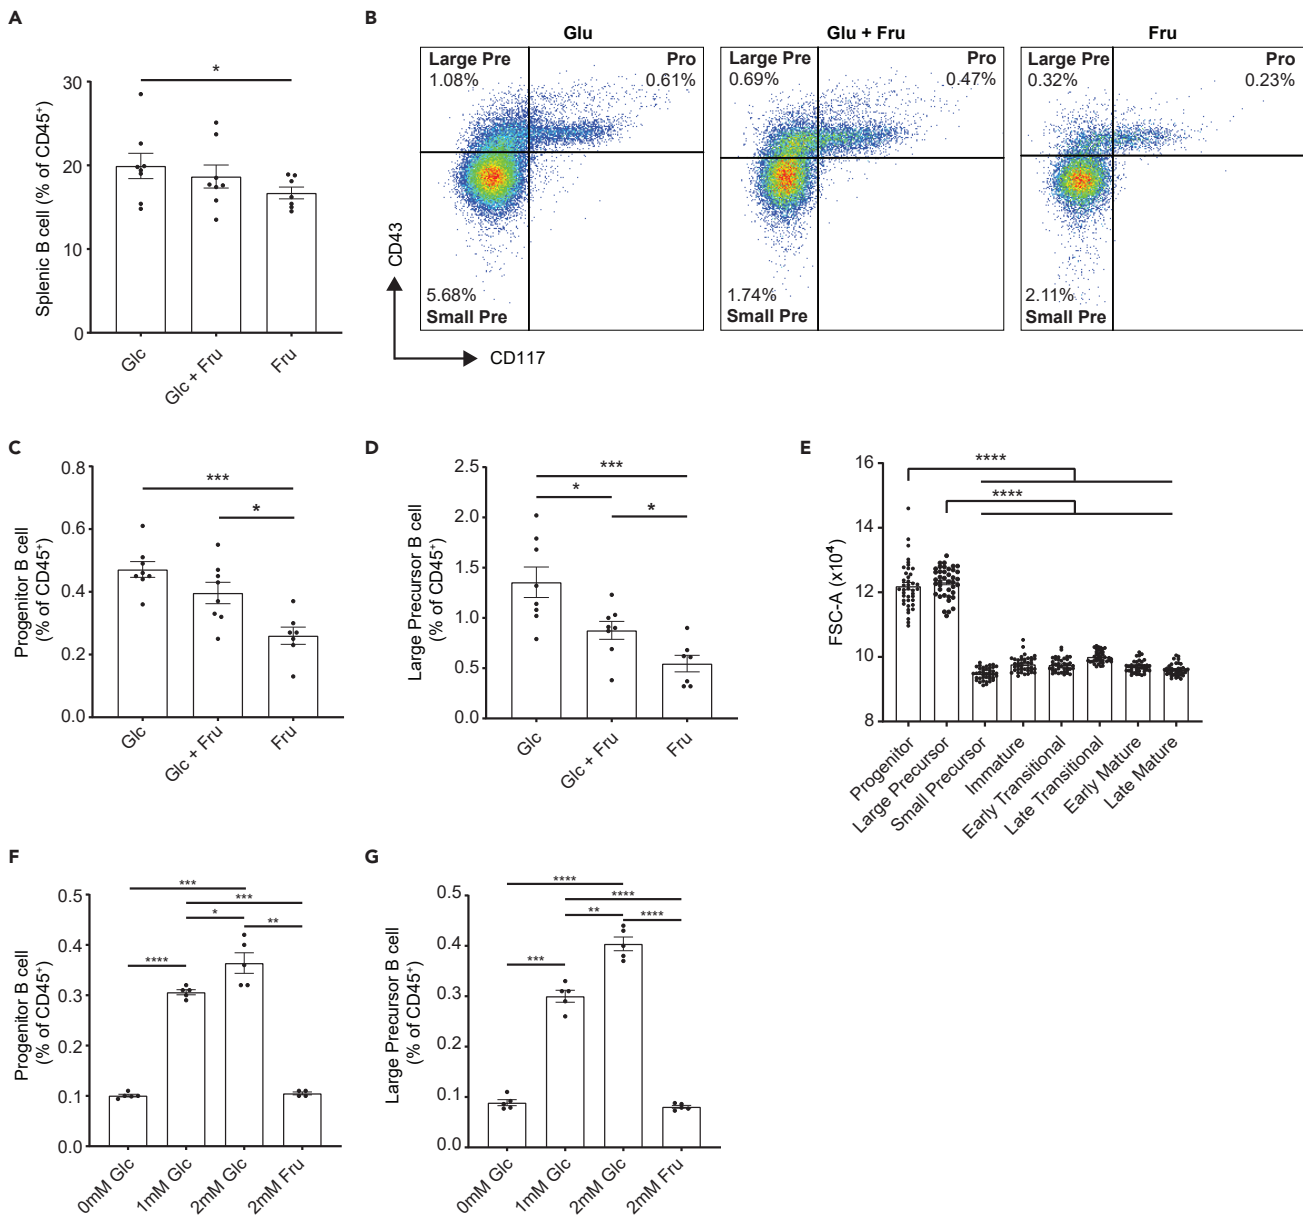 A
*
30
20
10
0
Splenic B cell (% of CD45⁺)
Glc
Glc + Fru
Fru
B
Glu
Glu + Fru
Fru
Large Pre
1.08%
Pro
0.61%
5.68%
Small Pre
Large Pre
0.69%
Pro
0.47%
1.74%
Small Pre
Large Pre
0.32%
Pro
0.23%
2.11%
Small Pre
CD43
CD117
C
***
*
0.8
0.6
0.4
0.2
0.0
Progenitor B cell
(% of CD45⁺)
Glc
Glc + Fru
Fru
D
***
*
*
2.5
2.0
1.5
1.0
0.5
0.0
Large Precursor B cell
(% of CD45⁺)
Glc
Glc + Fru
Fru
E
****
****
16
14
12
10
8
FSC-A (x10⁴)
Progenitor
Large Precursor
Small Precursor
Immature
Early Transitional
Late Transitional
Early Mature
Late Mature
F
***
***
*
**
****
0.5
0.4
0.3
0.2
0.1
0.0
Progenitor B cell
(% of CD45⁺)
0mM Glc
1mM Glc
2mM Glc
2mM Fru
G
****
****
**
****
***
0.5
0.4
0.3
0.2
0.1
0.0
Large Precursor B cell
(% of CD45⁺)
0mM Glc
1mM Glc
2mM Glc
2mM Fru